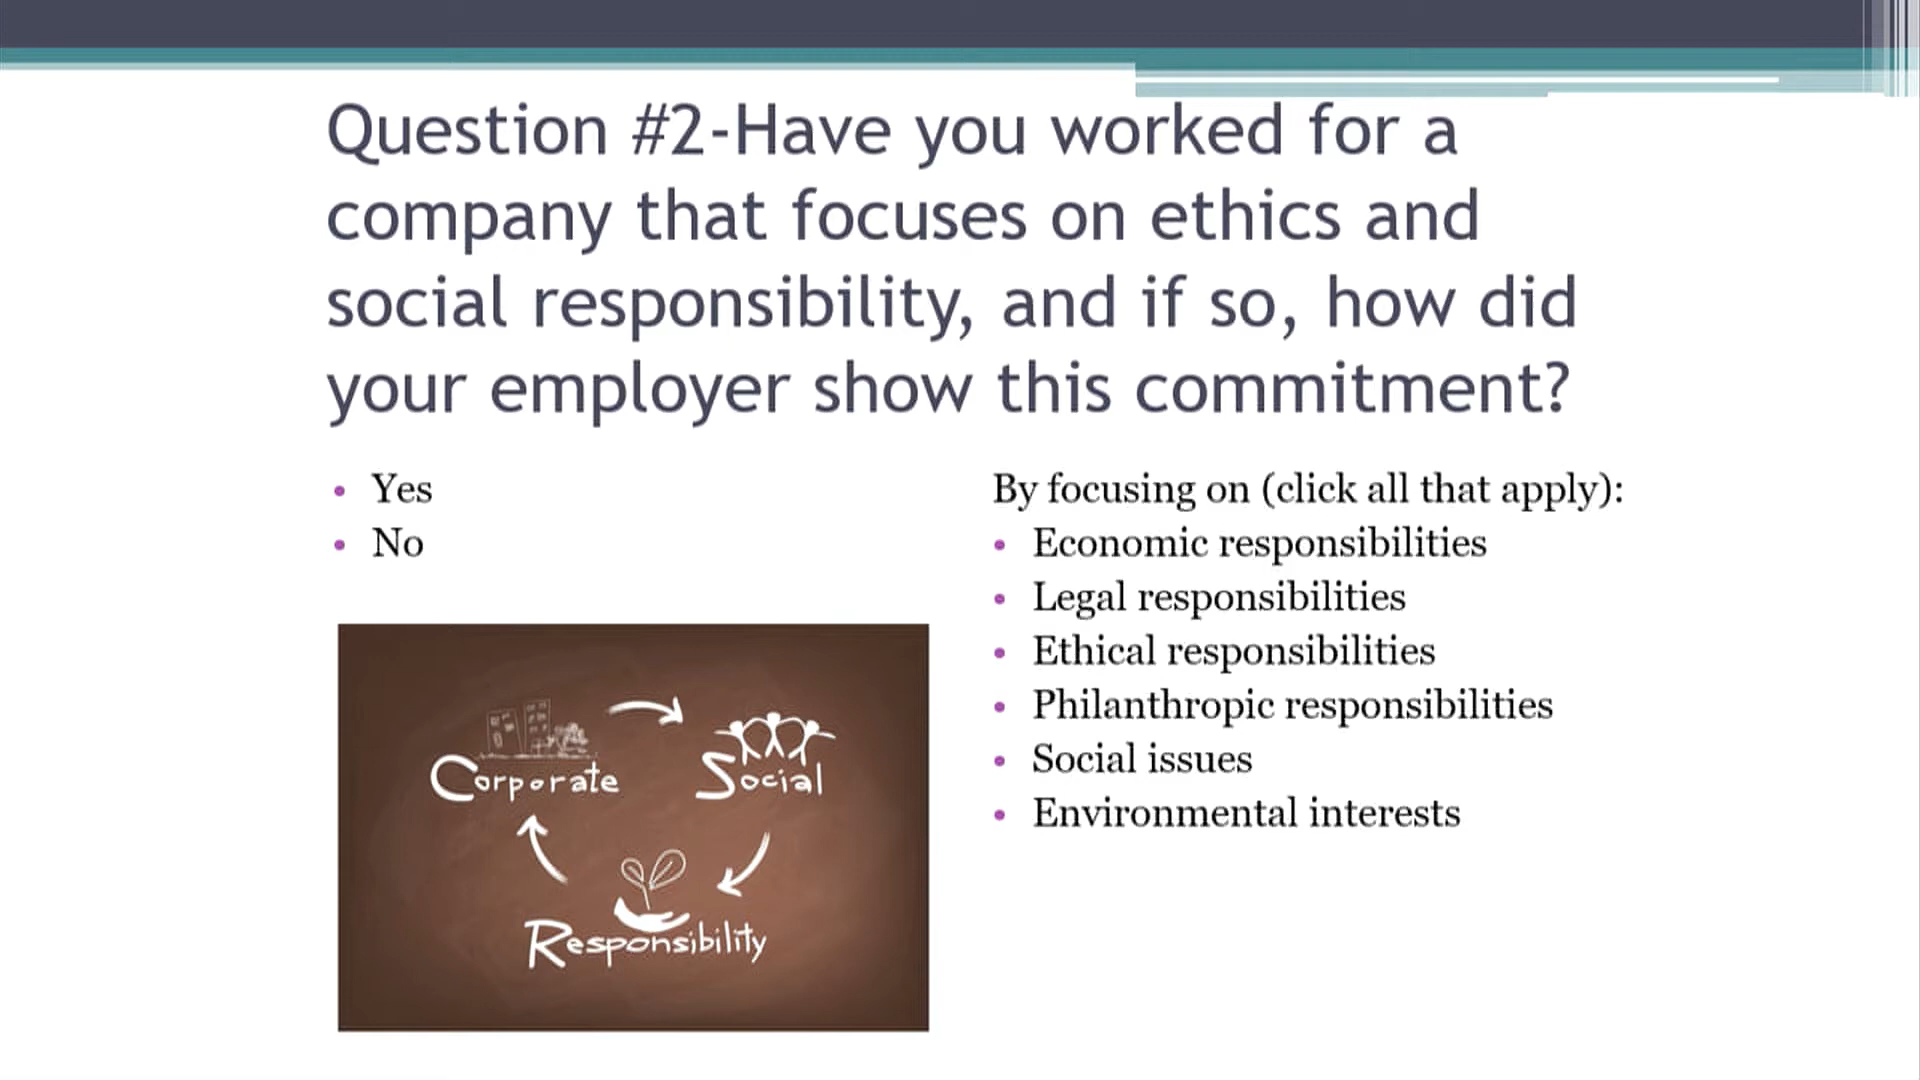 Question #2-Have you worked for a
company that focuses on ethics and
social responsibility, and if so, how did
your employer show this commitment?
• Yes
• No
By focusing on (click all that apply):
• Economic responsibilities
• Legal responsibilities
• Ethical responsibilities
• Philanthropic responsibilities
• Social issues
• Environmental interests
Corporate
Social
Responsibility